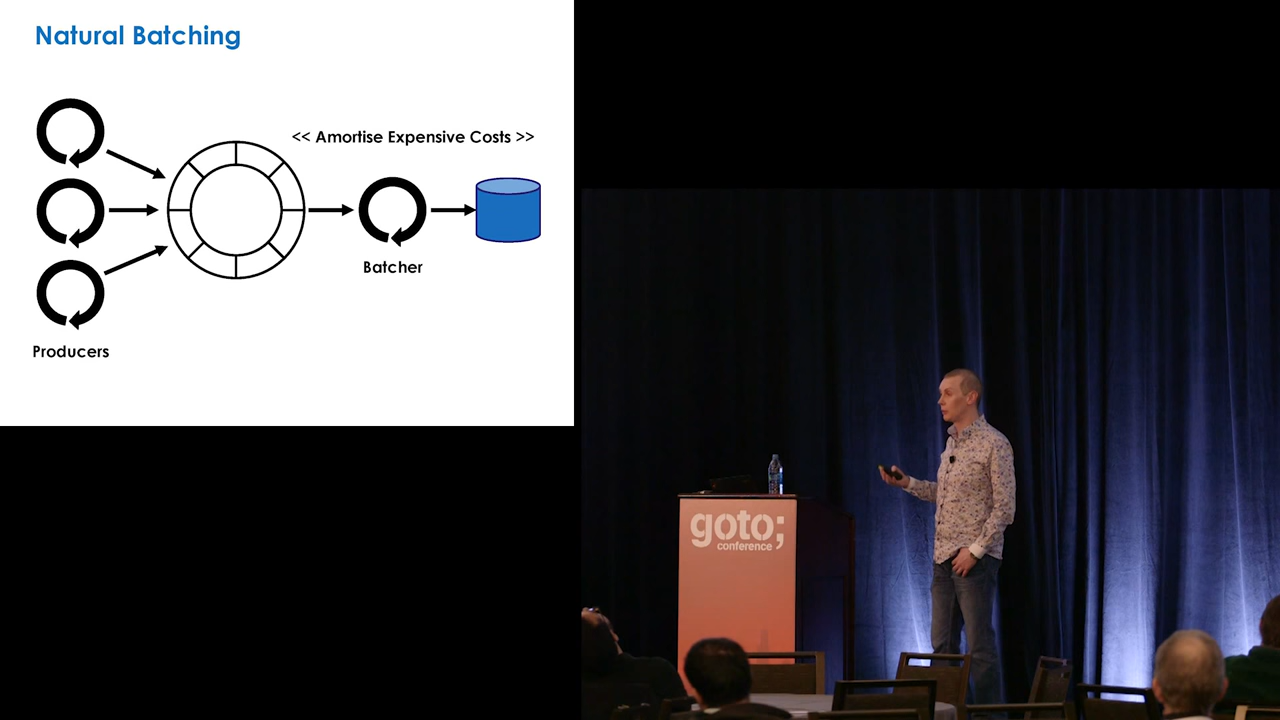 Natural Batching
<< Amortise Expensive Costs >>
Batcher
Producers
goto;
conference